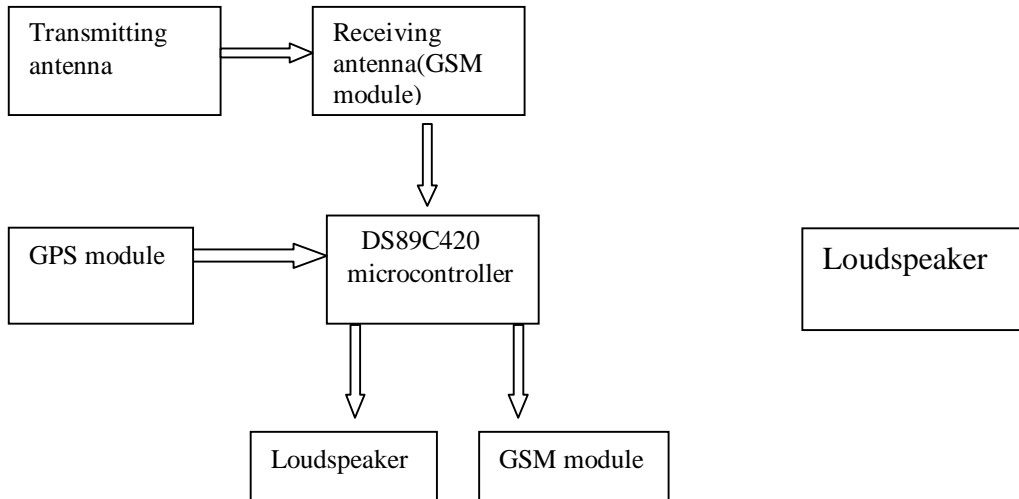 Transmitting
antenna
Receiving
antenna(GSM
module)
GPS module
DS89C420
microcontroller
Loudspeaker
Loudspeaker
GSM module